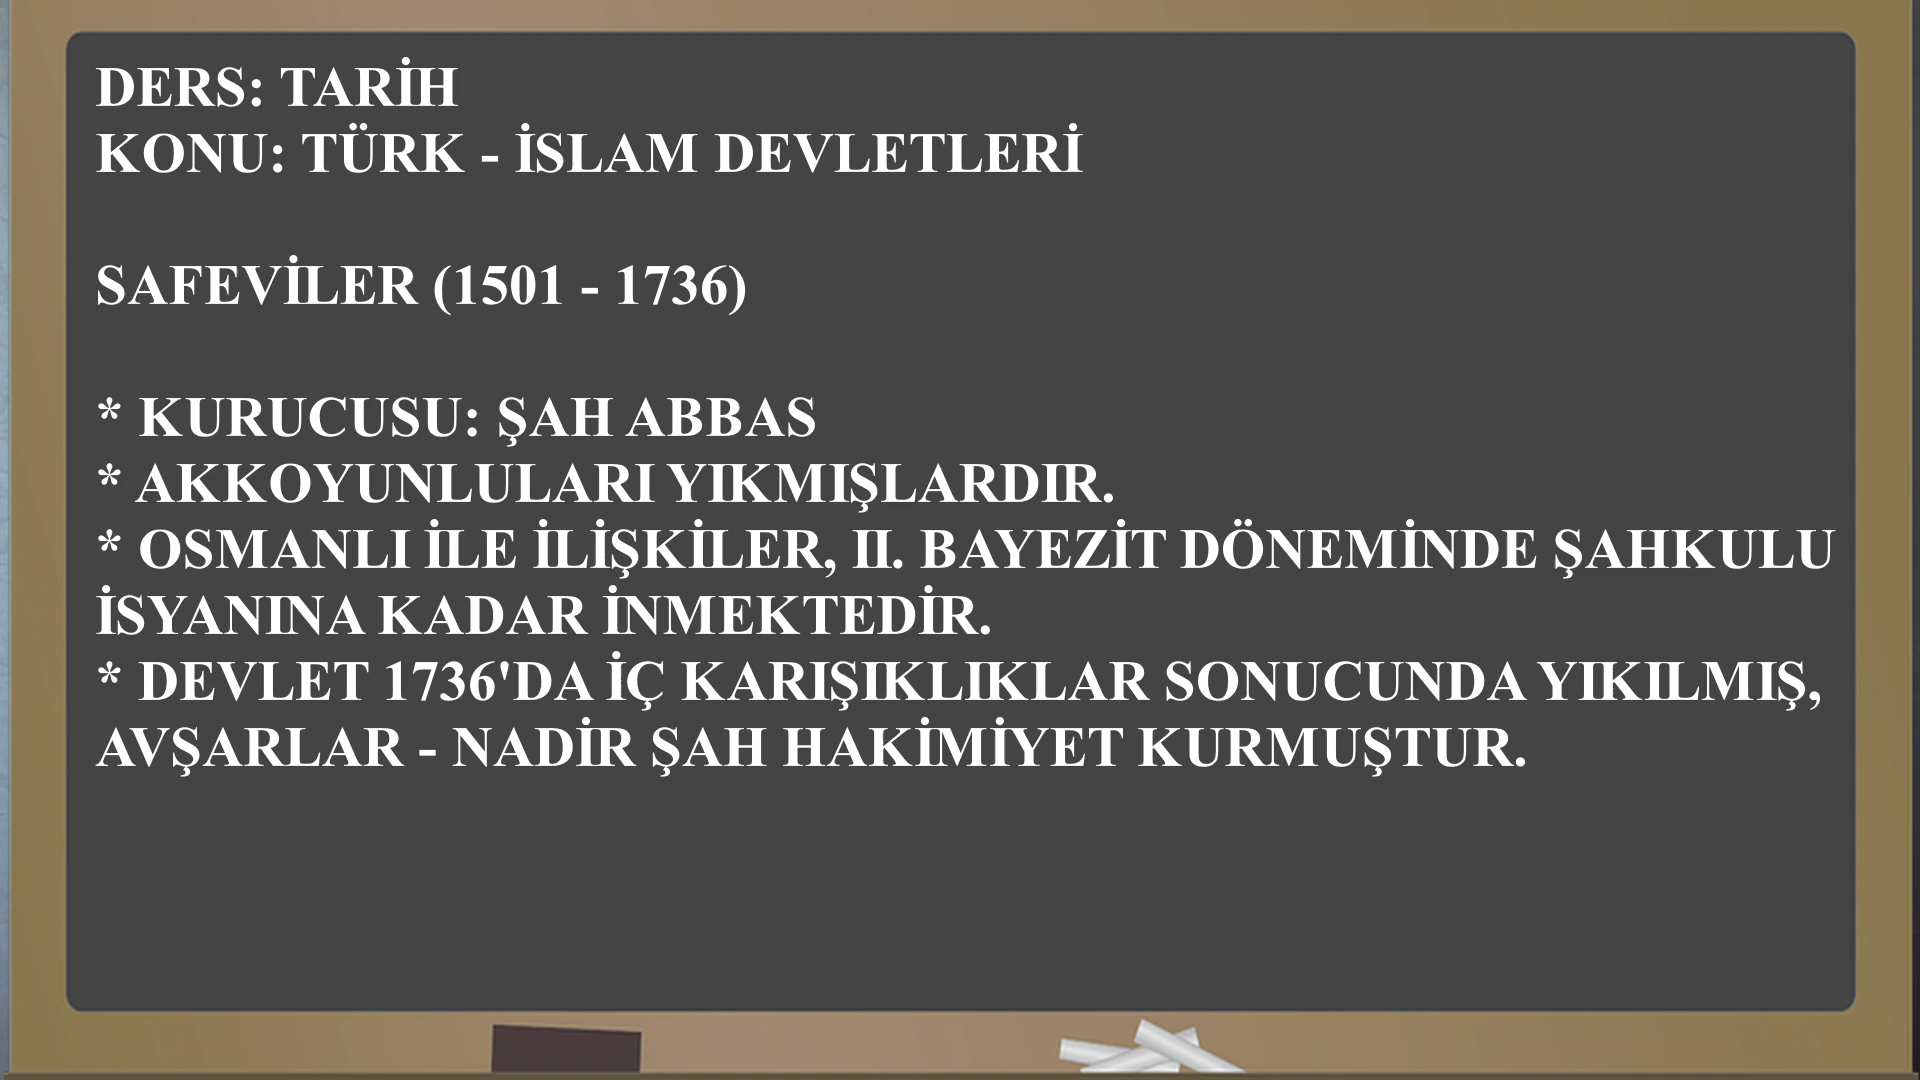 DERS: TARİH
KONU: TÜRK - İSLAM DEVLETLERİ
SAFEVİLER (1501 - 1736)
* KURUCUSU: ŞAH ABBAS
* AKKOYUNLULARI YIKMIŞLARDIR.
* OSMANLI İLE İLİŞKİLER, II. BAYEZİT DÖNEMİNDE ŞAHKULU
İSYANINA KADAR İNMEKTEDİR.
* DEVLET 1736'DA İÇ KARIŞIKLIKLAR SONUCUNDA YIKILMIŞ,
AVŞARLAR - NADİR ŞAH HAKİMİYET KURMUŞTUR.